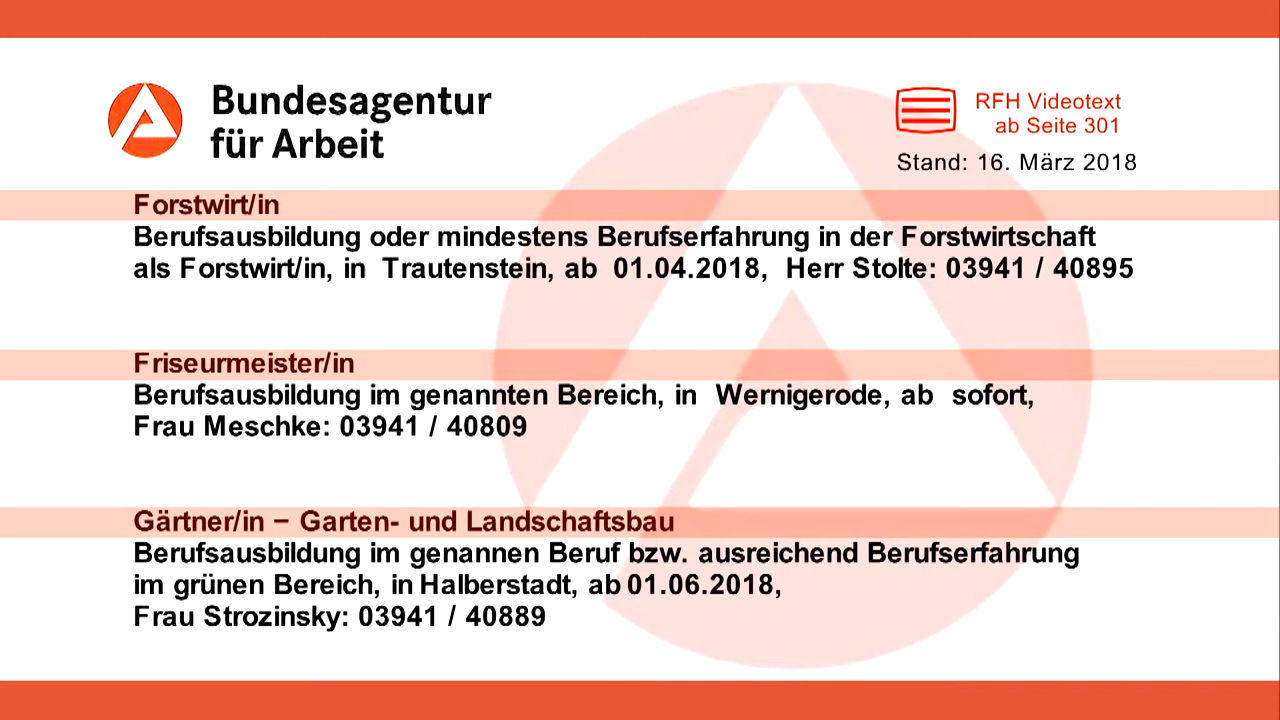 Bundesagentur
für Arbeit
RFH Videotext
ab Seite 301
Stand: 16. März 2018
Forstwirt/in
Berufsausbildung oder mindestens Berufserfahrung in der Forstwirtschaft
als Forstwirt/in, in Trautenstein, ab 01.04.2018, Herr Stolte: 03941 / 40895
Friseurmeister/in
Berufsausbildung im genannten Bereich, in Wernigerode, ab sofort,
Frau Meschke: 03941 / 40809
Gärtner/in − Garten- und Landschaftsbau
Berufsausbildung im genannen Beruf bzw. ausreichend Berufserfahrung
im grünen Bereich, in Halberstadt, ab 01.06.2018,
Frau Strozinsky: 03941 / 40889